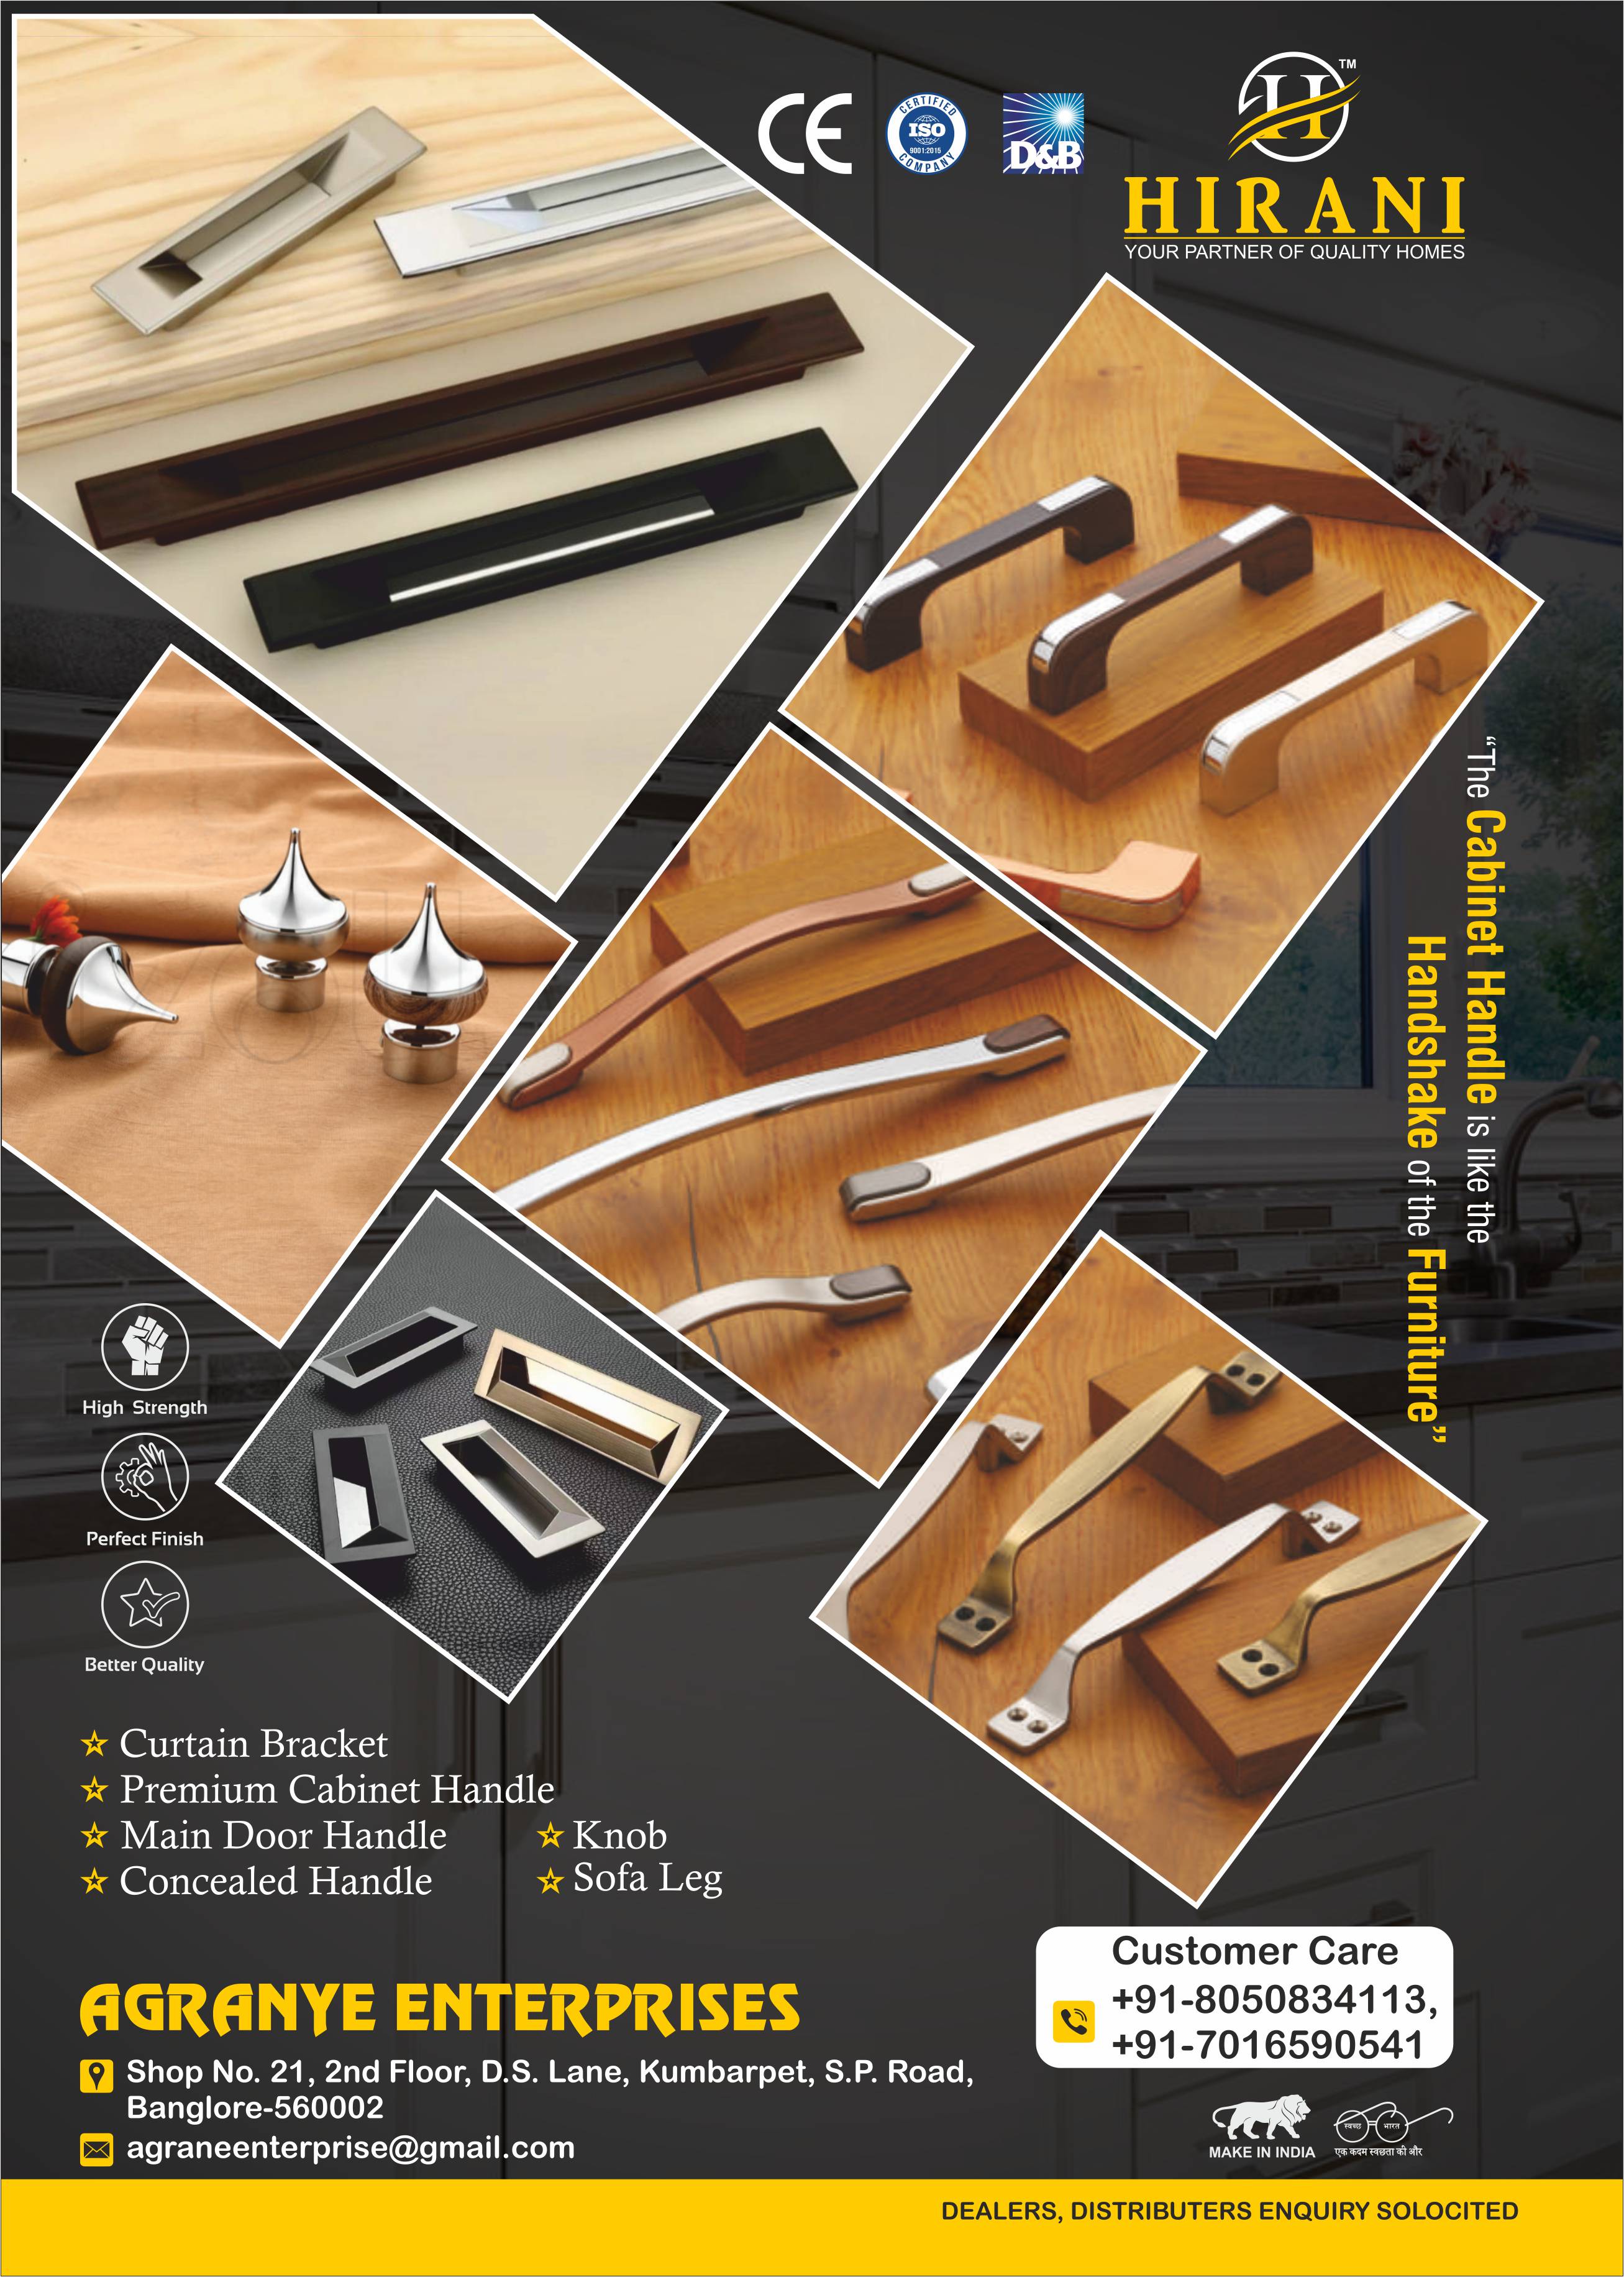 CE
CERTIFIED
ISO
9001:2015
COMPANY
D&B
H
TM
HIRANI
YOUR PARTNER OF QUALITY HOMES
“The Cabinet Handle is like the
Handshake of the Furniture”
High Strength
Perfect Finish
Better Quality
Curtain Bracket
Premium Cabinet Handle
Main Door Handle
Concealed Handle
Knob
Sofa Leg
AGRANYE ENTERPRISES
Shop No. 21, 2nd Floor, D.S. Lane, Kumbarpet, S.P. Road,
Banglore-560002
agraneenterprise@gmail.com
Customer Care
+91-8050834113,
+91-7016590541
MAKE IN INDIA
स्वच्छ भारत
एक कदम स्वछता की और
DEALERS, DISTRIBUTERS ENQUIRY SOLOCITED